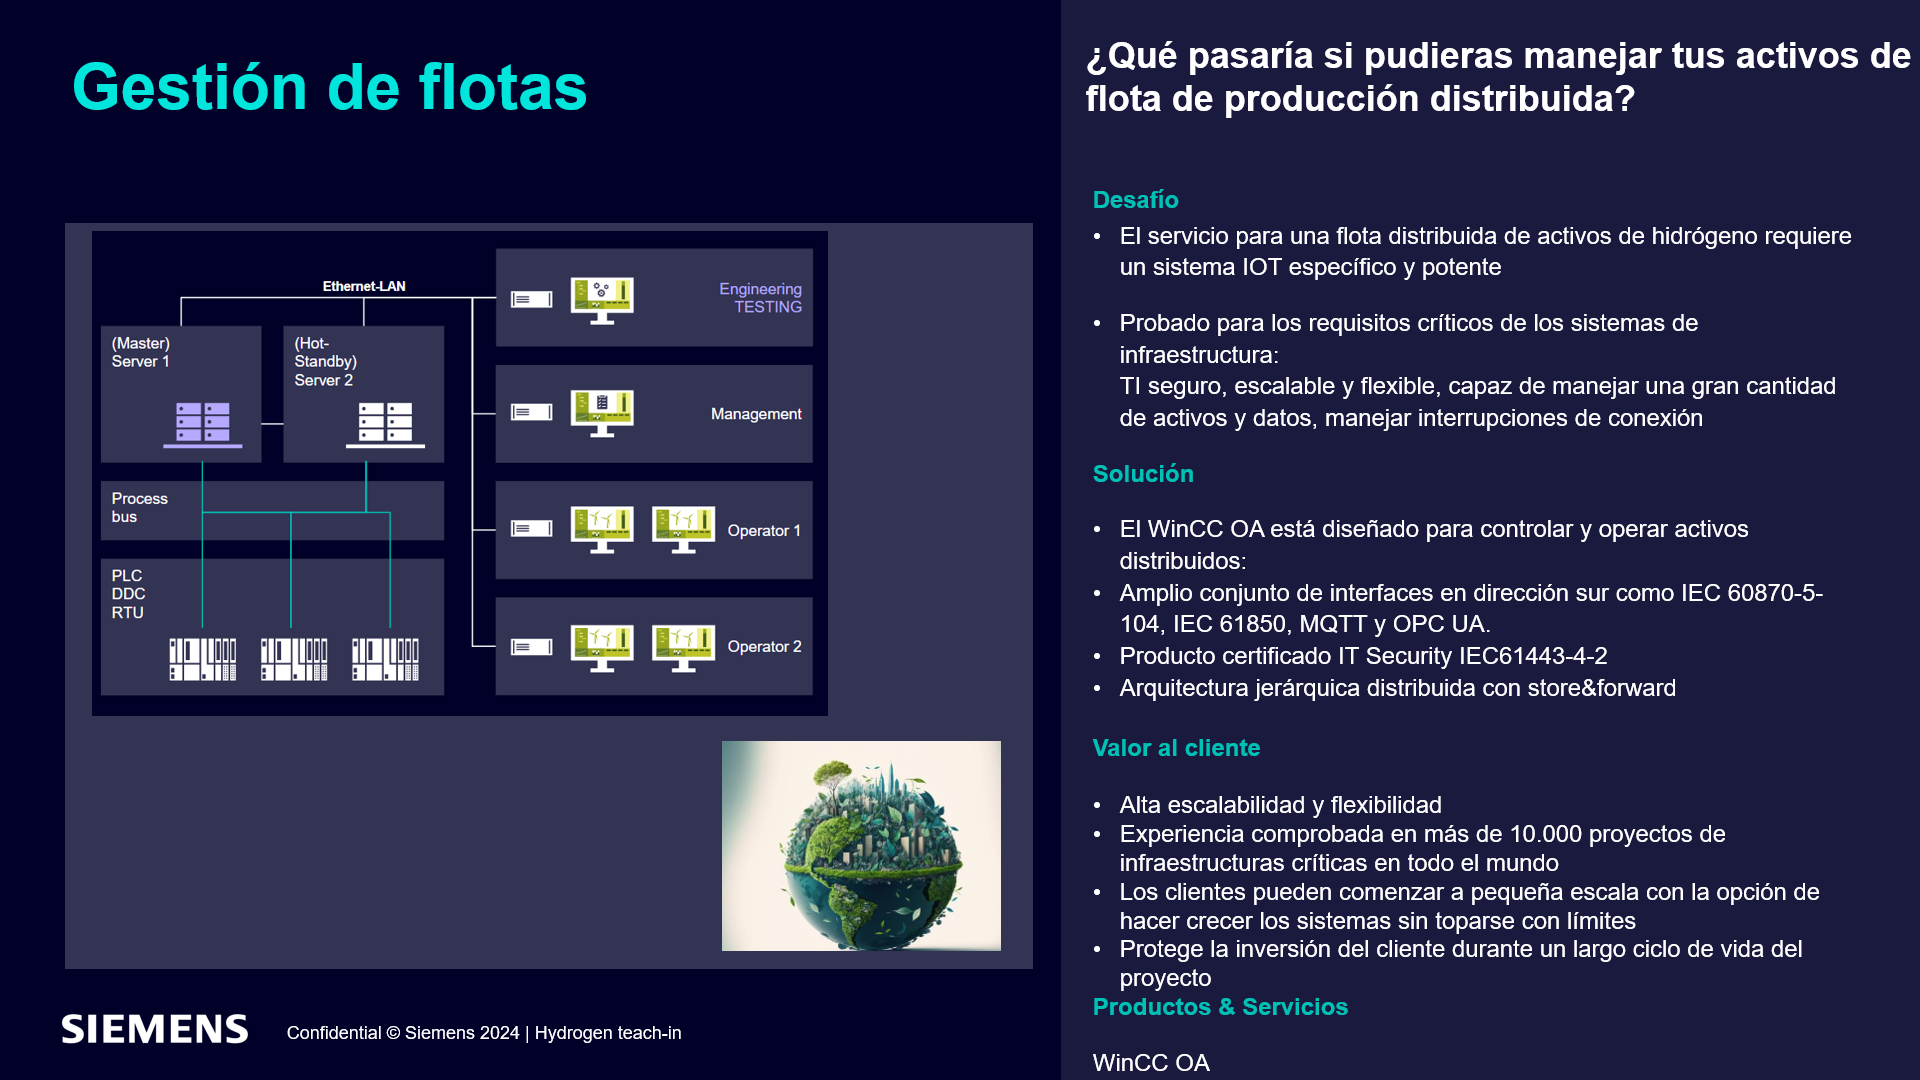 Gestión de flotas
Ethernet-LAN
(Master)
Server 1
(Hot-
Standby)
Server 2
Process
bus
PLC
DDC
RTU
Engineering
TESTING
Management
Operator 1
Operator 2
SIEMENS
Confidential © Siemens 2024 | Hydrogen teach-in
¿Qué pasaría si pudieras manejar tus activos de
flota de producción distribuida?
Desafío
• El servicio para una flota distribuida de activos de hidrógeno requiere
un sistema IOT específico y potente
• Probado para los requisitos críticos de los sistemas de
infraestructura:
TI seguro, escalable y flexible, capaz de manejar una gran cantidad
de activos y datos, manejar interrupciones de conexión
Solución
• El WinCC OA está diseñado para controlar y operar activos
distribuidos:
• Amplio conjunto de interfaces en dirección sur como IEC 60870-5-
104, IEC 61850, MQTT y OPC UA.
• Producto certificado IT Security IEC61443-4-2
• Arquitectura jerárquica distribuida con store&forward
Valor al cliente
• Alta escalabilidad y flexibilidad
• Experiencia comprobada en más de 10.000 proyectos de
infraestructuras críticas en todo el mundo
• Los clientes pueden comenzar a pequeña escala con la opción de
hacer crecer los sistemas sin toparse con límites
• Protege la inversión del cliente durante un largo ciclo de vida del
proyecto
Productos & Servicios
WinCC OA